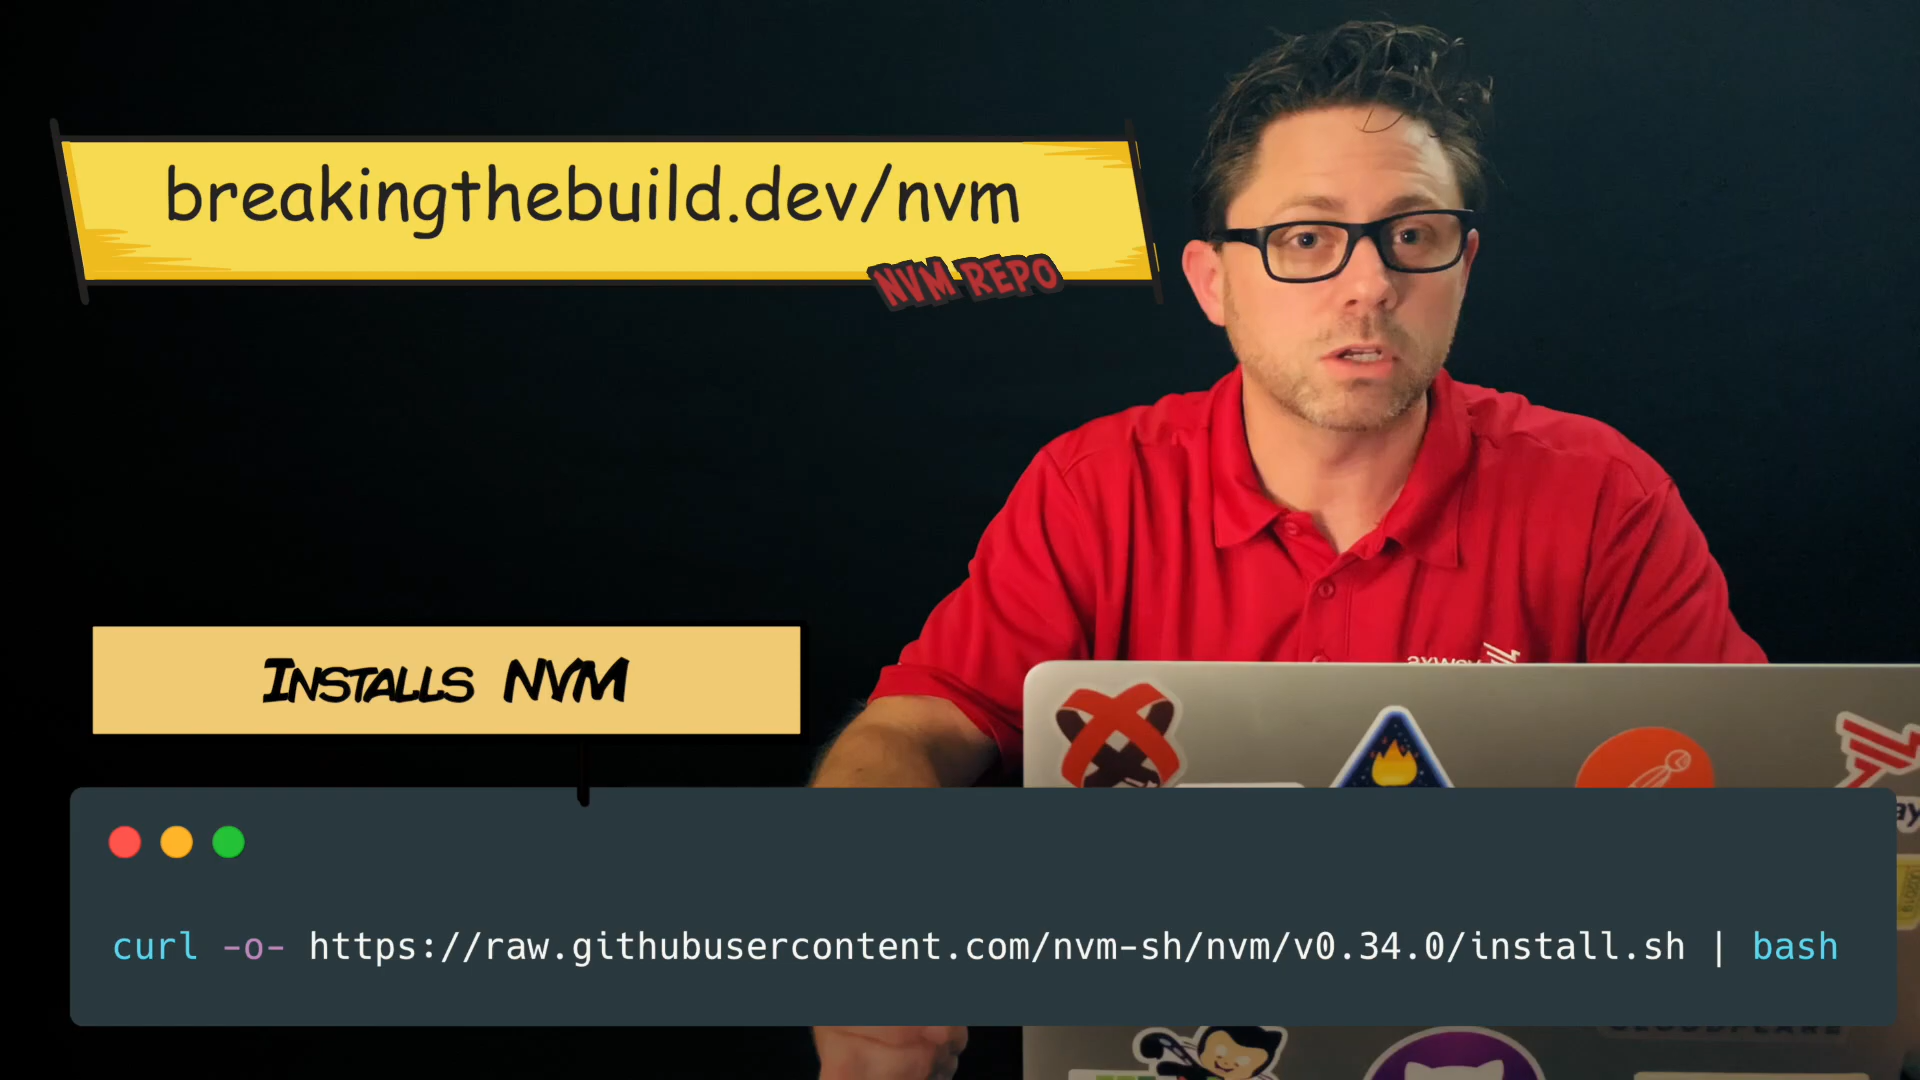 breakingthebuild.dev/nvm
NVM REPO
INSTALLS NVM
curl -o- https://raw.githubusercontent.com/nvm-sh/nvm/v0.34.0/install.sh | bash